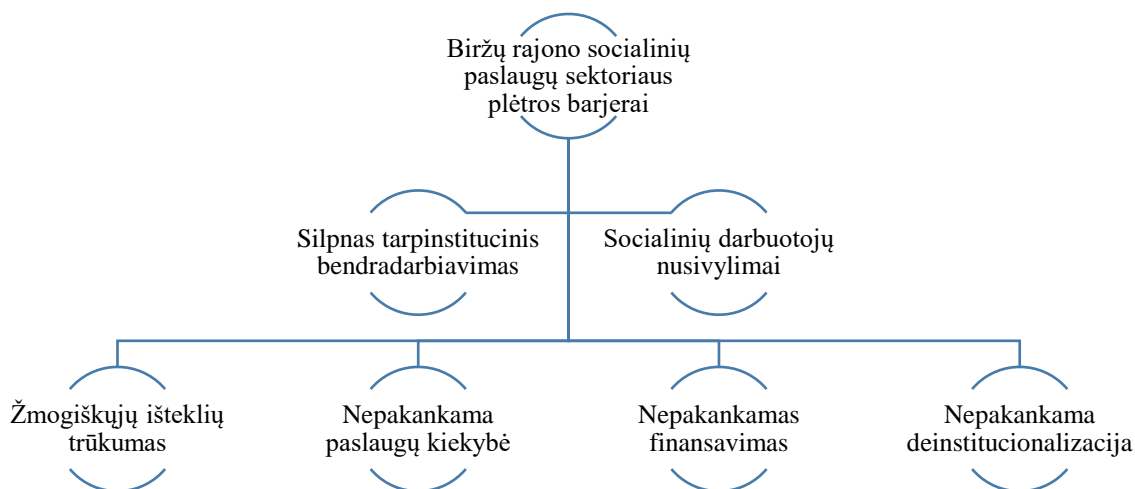 Biržų rajono socialinių
paslaugų sektoriaus
plėtros barjerai
Silpnas tarpinstitucinis
bendradarbiavimas
Socialinių darbuotojų
nusivylimai
Žmogiškųjų išteklių
trūkumas
Nepakankama
paslaugų kiekybė
Nepakankamas
finansavimas
Nepakankama
deinstitucionalizacija